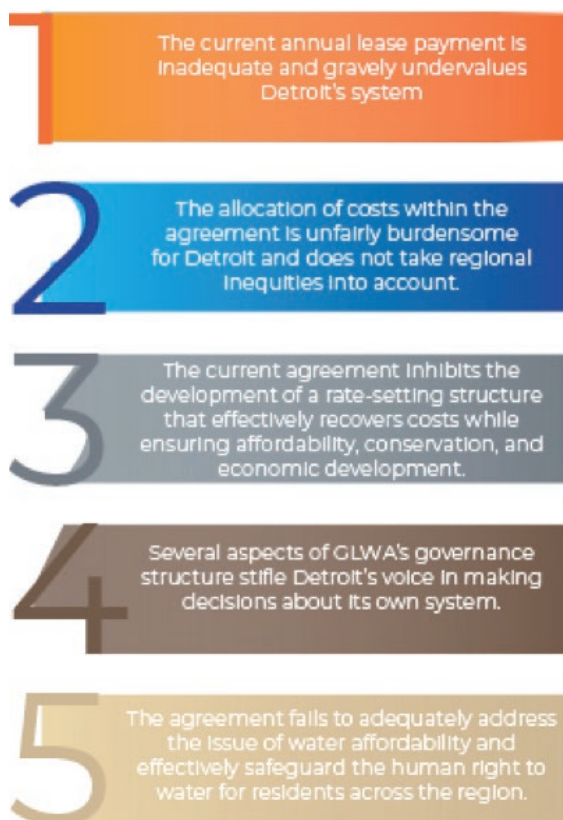 1
The current annual lease payment is
inadequate and gravely undervalues
Detroit's system
2
The allocation of costs within the
agreement is unfairly burdensome
for Detroit and does not take regional
inequities into account.
3
The current agreement inhibits the
development of a rate-setting structure
that effectively recovers costs while
ensuring affordability, conservation, and
economic development.
4
Several aspects of GLWA's governance
structure stifle Detroit's voice in making
decisions about its own system.
5
The agreement fails to adequately address
the issue of water affordability and
effectively safeguard the human right to
water for residents across the region.